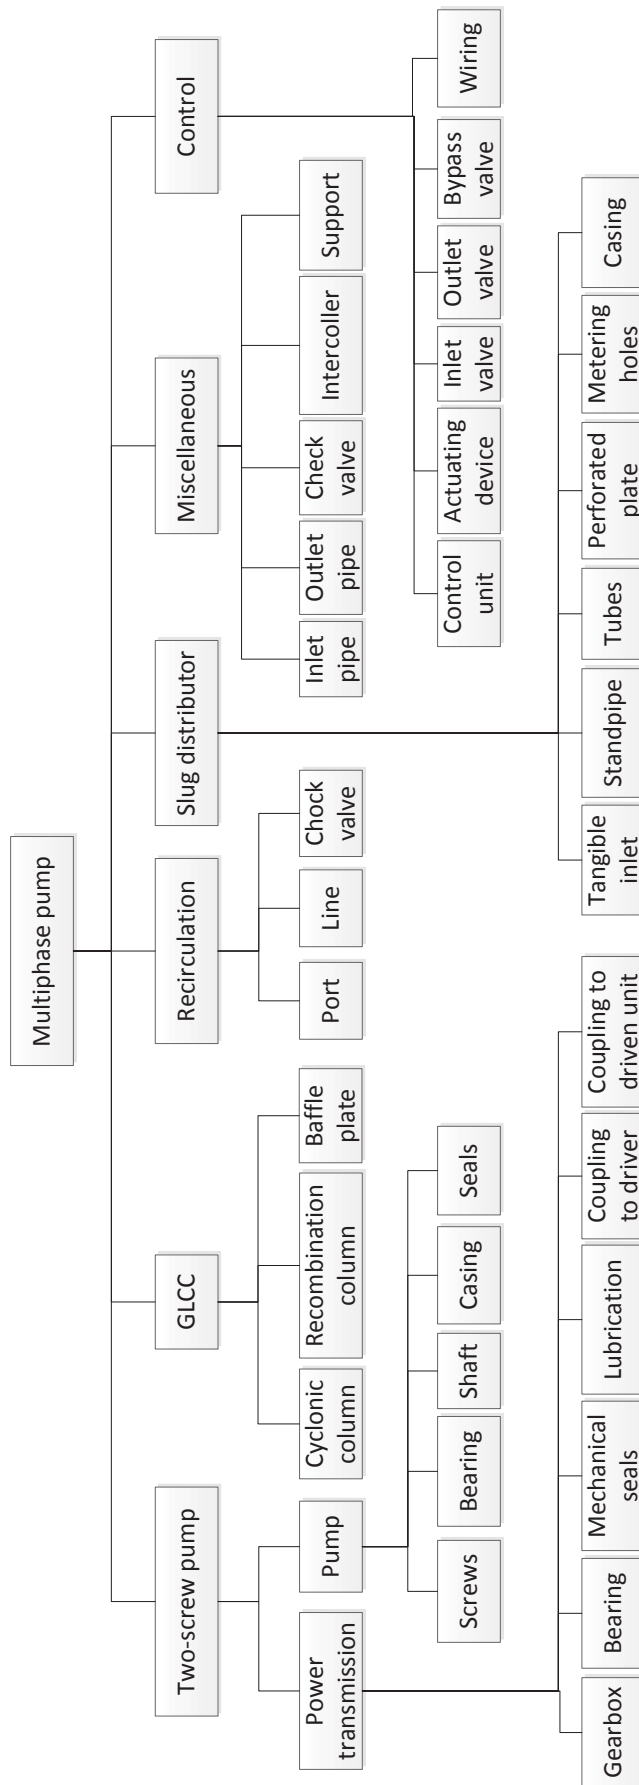 Multiphase pump
Two-screw pump
GLCC
Recirculation
Slug distributor
Miscellaneous
Control
Power
transmission
Pump
Cyclonic
column
Recombination
column
Baffle
plate
Port
Line
Chock
valve
Inlet
pipe
Outlet
pipe
Check
valve
Intercoller
Support
Screws
Bearing
Shaft
Casing
Seals
Control
unit
Actuating
device
Inlet
valve
Outlet
valve
Bypass
valve
Wiring
Gearbox
Bearing
Mechanical
seals
Lubrication
Coupling
to driver
Coupling to
driven unit
Tangible
inlet
Standpipe
Tubes
Perforated
plate
Metering
holes
Casing